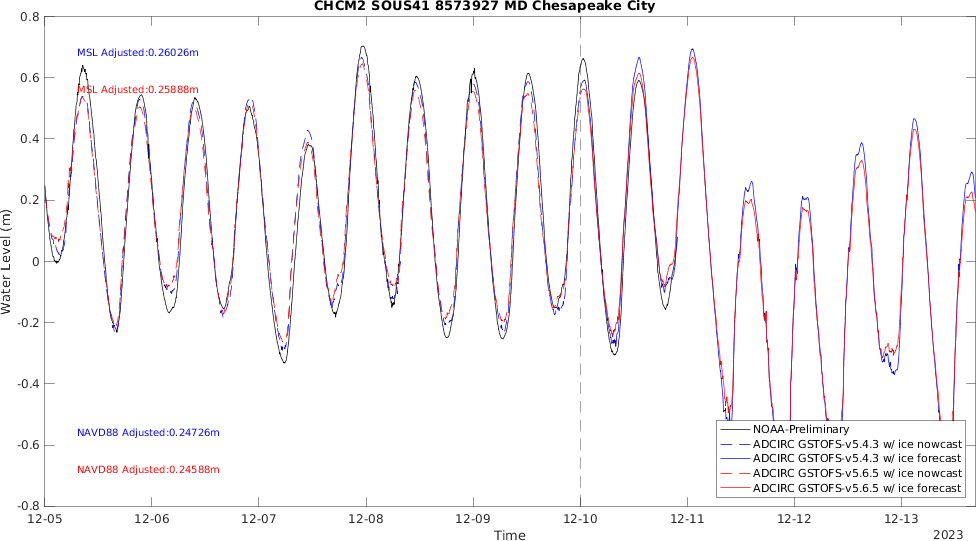 CHCM2 SOUS41 8573927 MD Chesapeake City
0.8
0.6
0.4
0.2
0
-0.2
-0.4
-0.6
-0.8
Water Level (m)
MSL Adjusted:0.26026m
MSL Adjusted:0.25888m
NAVD88 Adjusted:0.24726m
NAVD88 Adjusted:0.24588m
NOAA-Preliminary
ADCIRC GSTOFS-v5.4.3 w/ ice nowcast
ADCIRC GSTOFS-v5.4.3 w/ ice forecast
ADCIRC GSTOFS-v5.6.5 w/ ice nowcast
ADCIRC GSTOFS-v5.6.5 w/ ice forecast
12-05 12-06 12-07 12-08 12-09 12-10 12-11 12-12 12-13
Time
2023